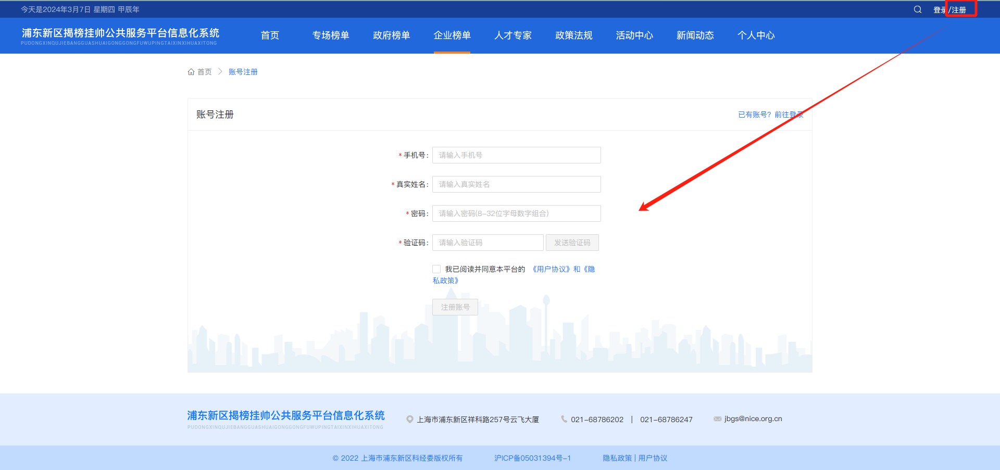 今天是2024年3月7日 星期四 甲辰年
登录/注册
浦东新区揭榜挂帅公共服务平台信息化系统
PUDONGXINQUJIEBANGGUASHUAIGONGGONGFUWUPINGTAIXINXIHUAXITONG
首页 专场榜单 政府榜单 企业榜单 人才专家 政策法规 活动中心 新闻动态 个人中心
首页 > 账号注册
账号注册
已有账号? 前往登录
* 手机号: 请输入手机号
* 真实姓名: 请输入真实姓名
* 密码: 请输入密码(8-32位字母数字组合)
* 验证码: 请输入验证码 发送验证码
我已阅读并同意本平台的 《用户协议》和《隐
私政策》
注册账号
浦东新区揭榜挂帅公共服务平台信息化系统
PUDONGXINQUJIEBANGGUASHUAIGONGGONGFUWUPINGTAIXINXIHUAXITONG
上海市浦东新区祥科路257号云飞大厦
021-68786202 | 021-68786247
jbgs@nice.org.cn
© 2022 上海市浦东新区科经委版权所有 沪ICP备05031394号-1 隐私政策 | 用户协议